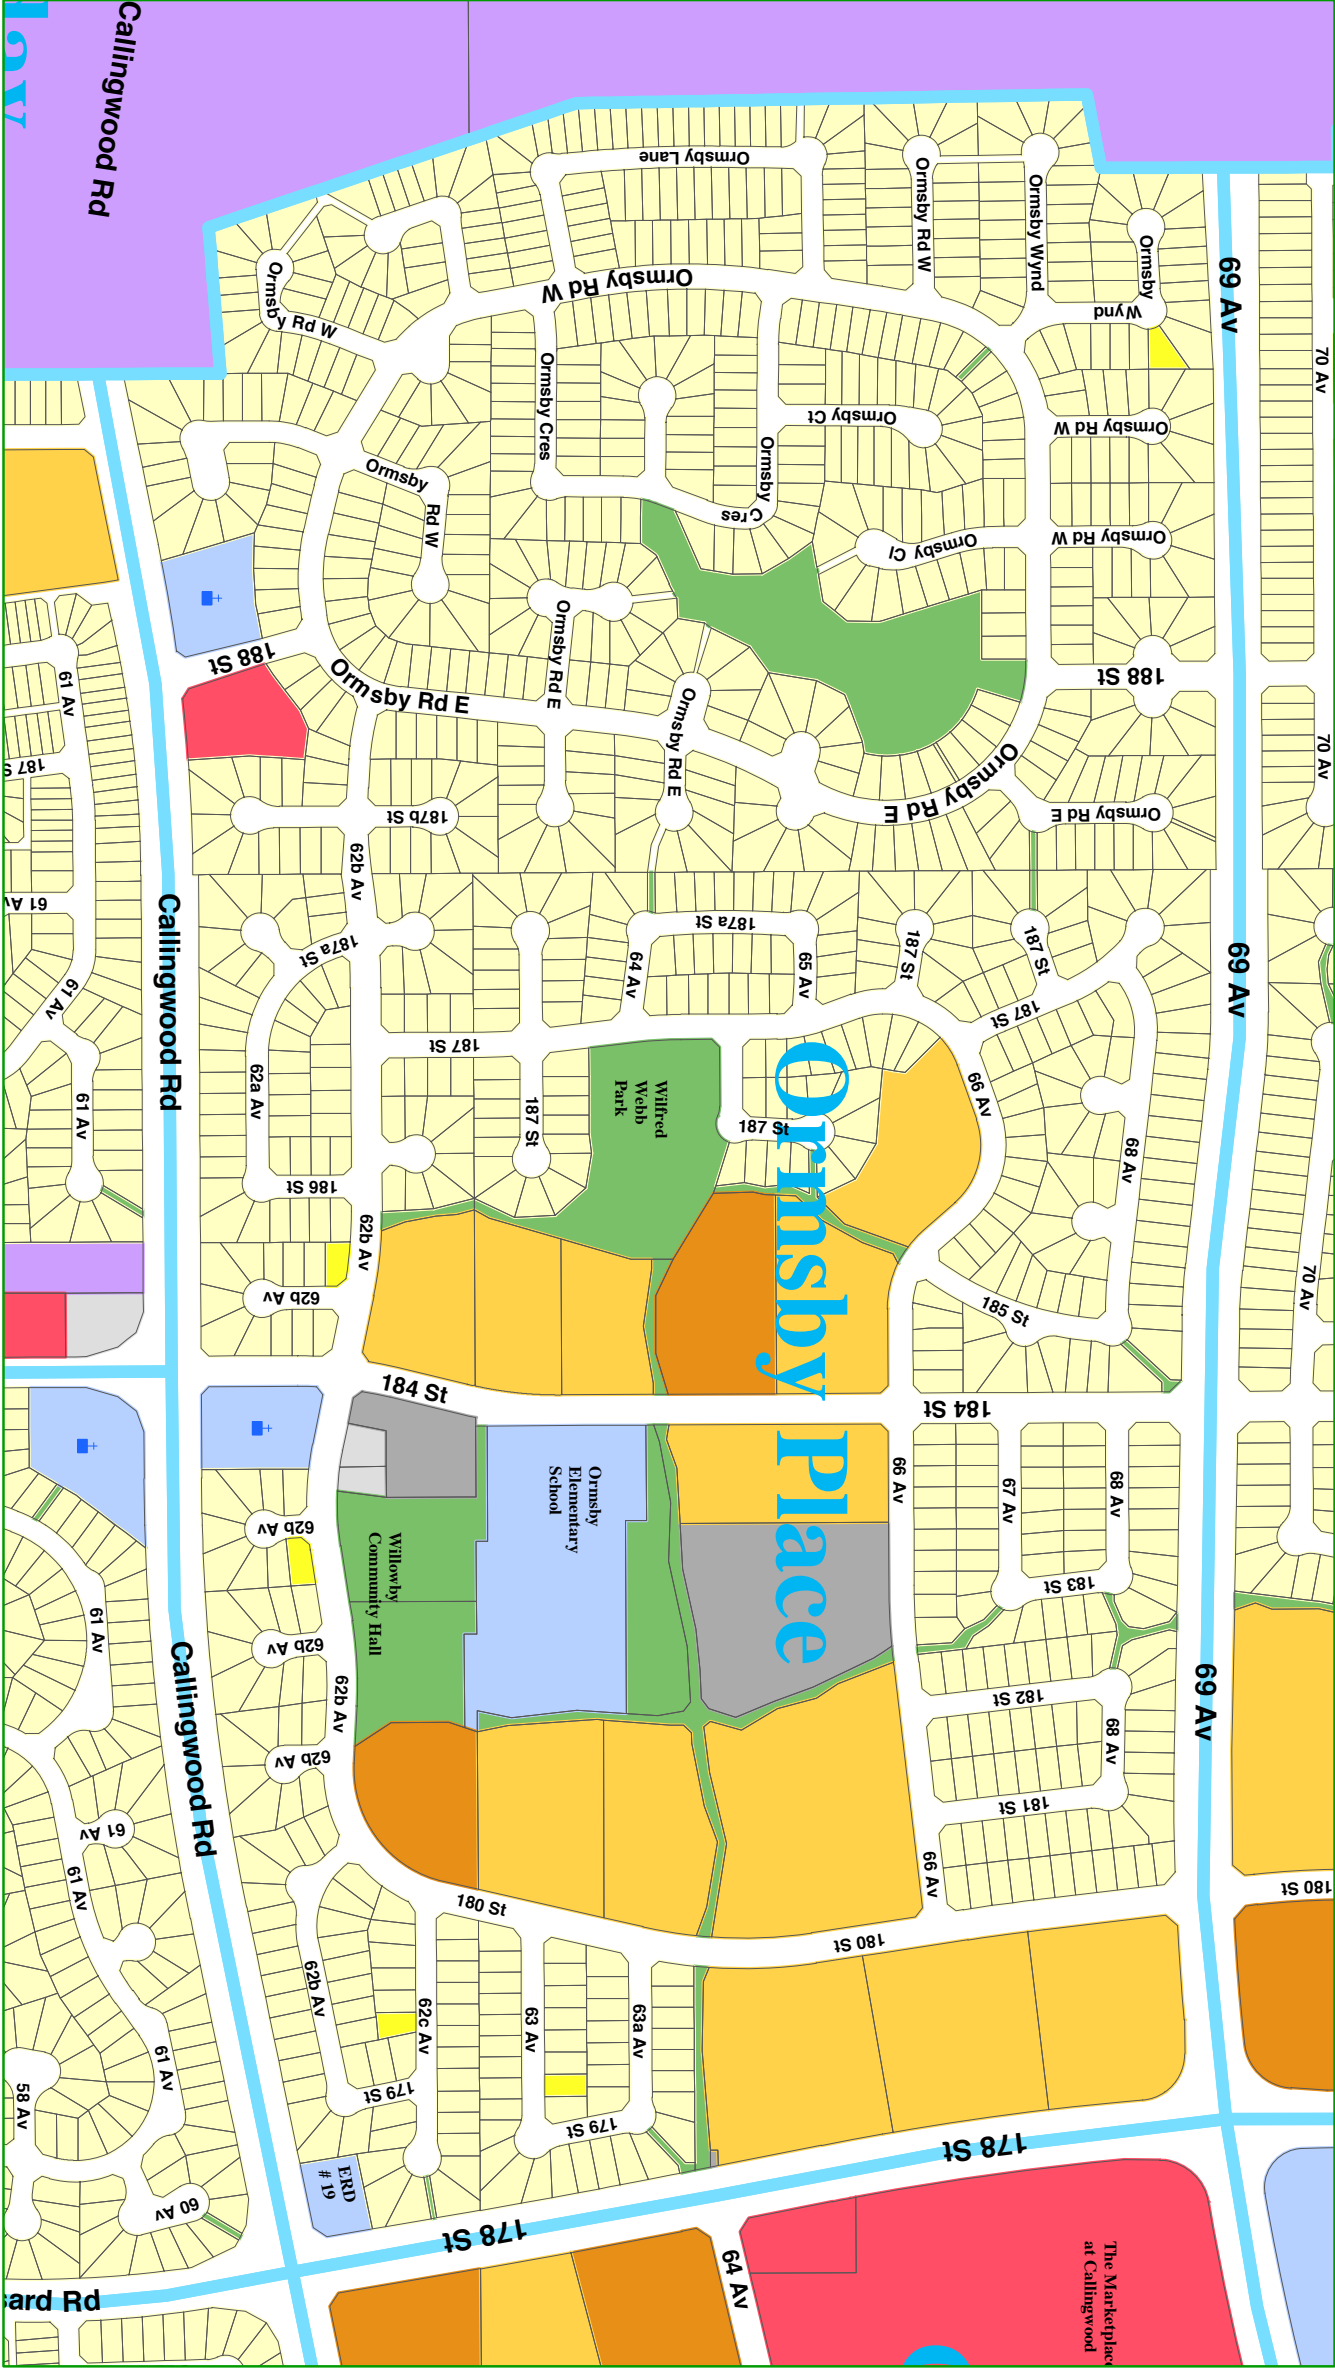 Callingwood Rd
lay
Ormsby Lane
Ormsby Rd W
Ormsby Wynd
Ormsby
Wynd
69 Av
70 Av
Ormsby Rd W
Ormsby Rd W
Ormsby Cres
Ormsby Ct
Ormsby
Cres
Ormsby Rd W
Ormsby
Rd W
Ormsby Cl
Ormsby Rd W
188 St
188 St
Ormsby Rd E
Ormsby Rd E
Ormsby Rd E
Ormsby Rd E
Ormsby Rd E
61 Av
187 S
70 Av
187b St
62b Av
61 Av
Callingwood Rd
187a St
187a St
64 Av
65 Av
187 St
187 St
187 St
69 Av
61 Av
187 St
62a Av
61 Av
187 St
Wilfred
Webb
Park
187 St
66 Av
68 Av
186 St
62b Av
62b Av
185 St
70 Av
Ormsby Place
184 St
184 St
66 Av
67 Av
68 Av
Ormsby
Elementary
School
Willowby
Community Hall
62b Av
183 St
61 Av
62b Av
62b Av
62b Av
Callingwood Rd
182 St
68 Av
69 Av
181 St
61 Av
61 Av
66 Av
180 St
180 St
180 St
62b Av
62c Av
63 Av
63a Av
61 Av
58 Av
179 St
179 St
178 St
ERD
# 19
60 Av
178 St
64 Av
The Marketplac
at Callingwood
sard Rd